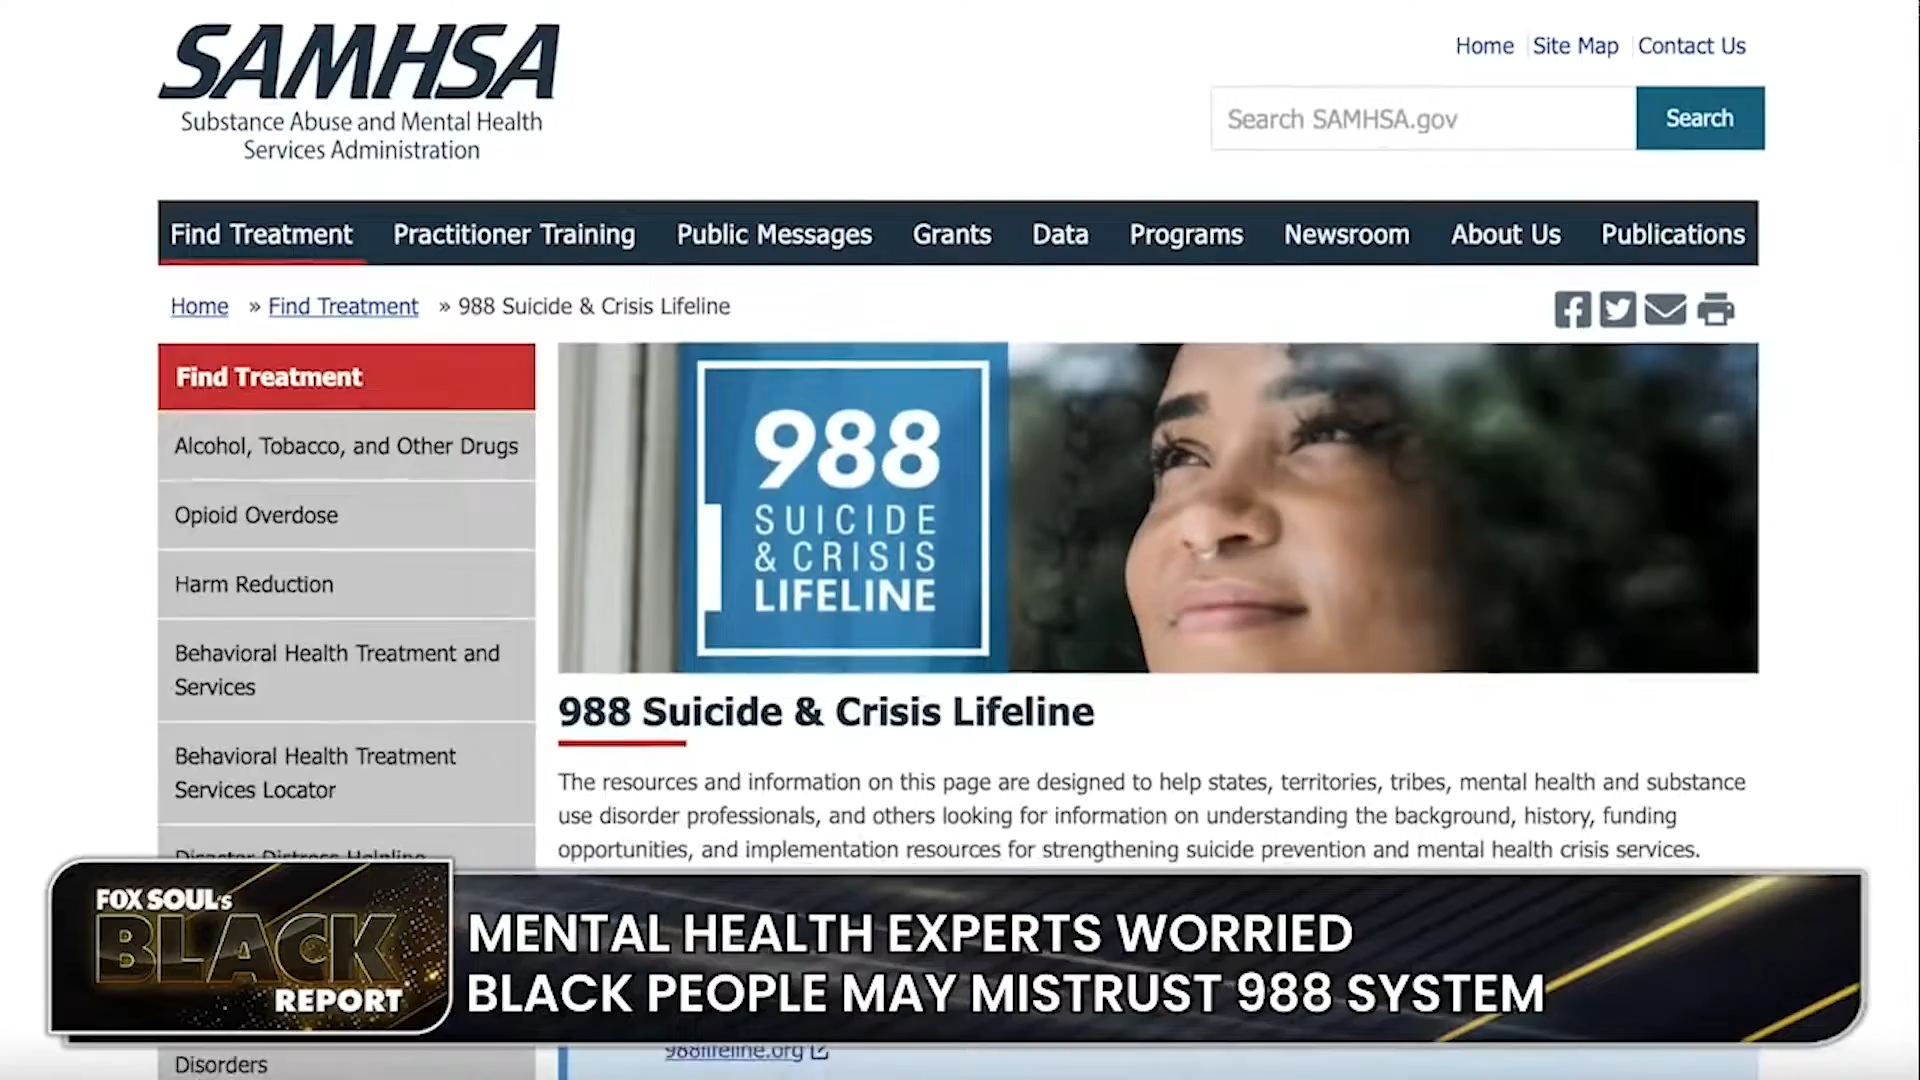 SAMHSA
Substance Abuse and Mental Health
Services Administration
Home Site Map Contact Us
Search SAMHSA.gov Search
Find Treatment Practitioner Training Public Messages Grants Data Programs Newsroom About Us Publications
Home » Find Treatment » 988 Suicide & Crisis Lifeline
Find Treatment
Alcohol, Tobacco, and Other Drugs
Opioid Overdose
Harm Reduction
Behavioral Health Treatment and
Services
Behavioral Health Treatment
Services Locator
Disaster Distress Helpline
Disorders
988
SUICIDE
& CRISIS
LIFELINE
988 Suicide & Crisis Lifeline
The resources and information on this page are designed to help states, territories, tribes, mental health and substance
use disorder professionals, and others looking for information on understanding the background, history, funding
opportunities, and implementation resources for strengthening suicide prevention and mental health crisis services.
988lifeline.org
FOX SOUL's
BLACK
REPORT
MENTAL HEALTH EXPERTS WORRIED
BLACK PEOPLE MAY MISTRUST 988 SYSTEM